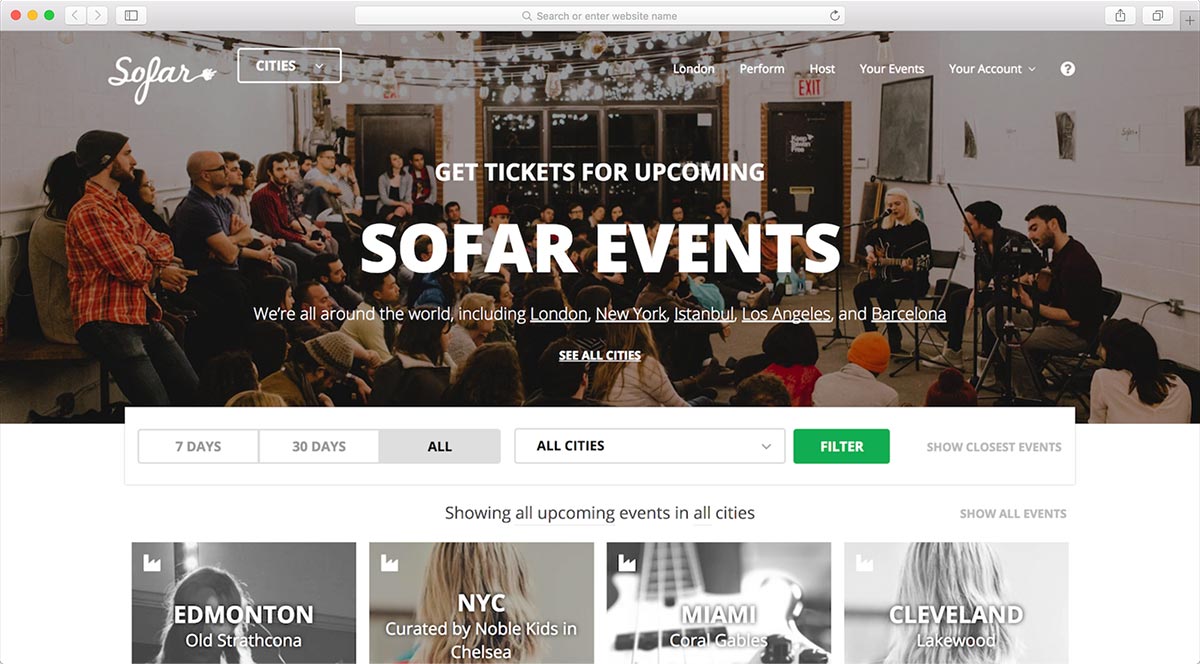 Search or enter website name
Sofar
CITIES
London Perform Host Your Events Your Account ?
EXIT
Keep
Taiwan
Free
GET TICKETS FOR UPCOMING
SOFAR EVENTS
We’re all around the world, including London, New York, Istanbul, Los Angeles, and Barcelona
SEE ALL CITIES
7 DAYS 30 DAYS ALL ALL CITIES FILTER SHOW CLOSEST EVENTS
Showing all upcoming events in all cities SHOW ALL EVENTS
EDMONTON
Old Strathcona
NYC
Curated by Noble Kids in
Chelsea
MIAMI
Coral Gables
CLEVELAND
Lakewood